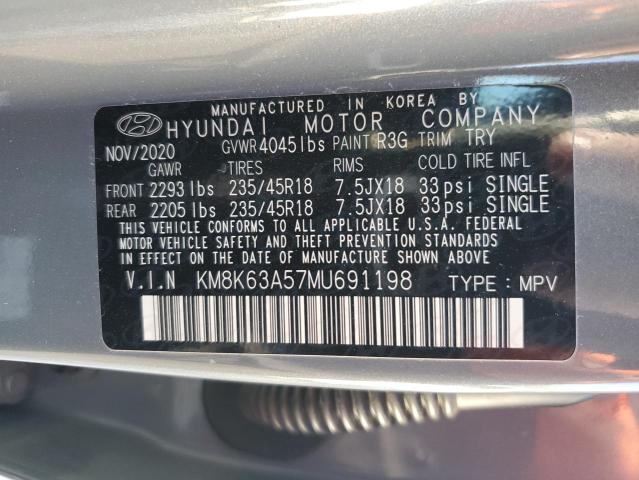 MANUFACTURED IN KOREA BY
HYUNDAI MOTOR COMPANY
NOV/2020 GVWR 4045 lbs PAINT R3G TRIM TRY
GAWR TIRES RIMS COLD TIRE INFL
FRONT 2293 lbs 235/45R18 7.5JX18 33 psi SINGLE
REAR 2205 lbs 235/45R18 7.5JX18 33 psi SINGLE
THIS VEHICLE CONFORMS TO ALL APPLICABLE U.S.A. FEDERAL
MOTOR VEHICLE SAFETY AND THEFT PREVENTION STANDARDS IN
EFFECT ON THE DATE OF MANUFACTURE SHOWN ABOVE
V.I.N KM8K63A57MU691198 TYPE : MPV